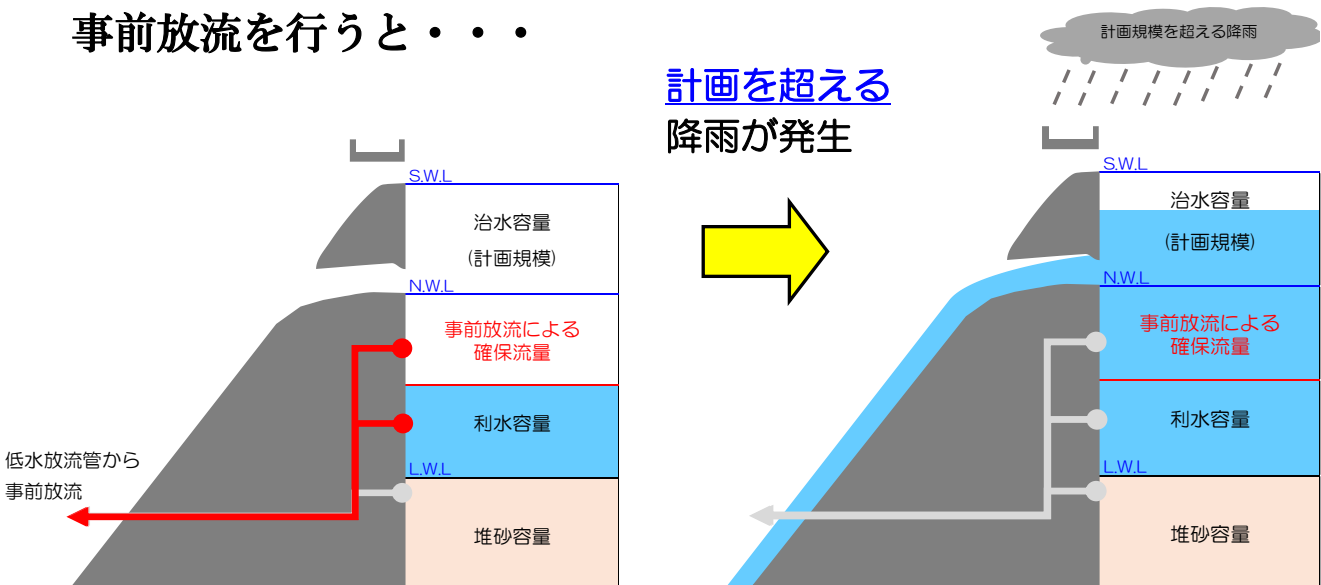 事前放流を行うと・・・
計画規模を超える降雨
計画を超える
降雨が発生
S.W.L
治水容量
(計画規模)
N.W.L
事前放流による
確保流量
利水容量
L.W.L
堆砂容量
低水放流管から
事前放流
S.W.L
治水容量
(計画規模)
N.W.L
事前放流による
確保流量
利水容量
L.W.L
堆砂容量